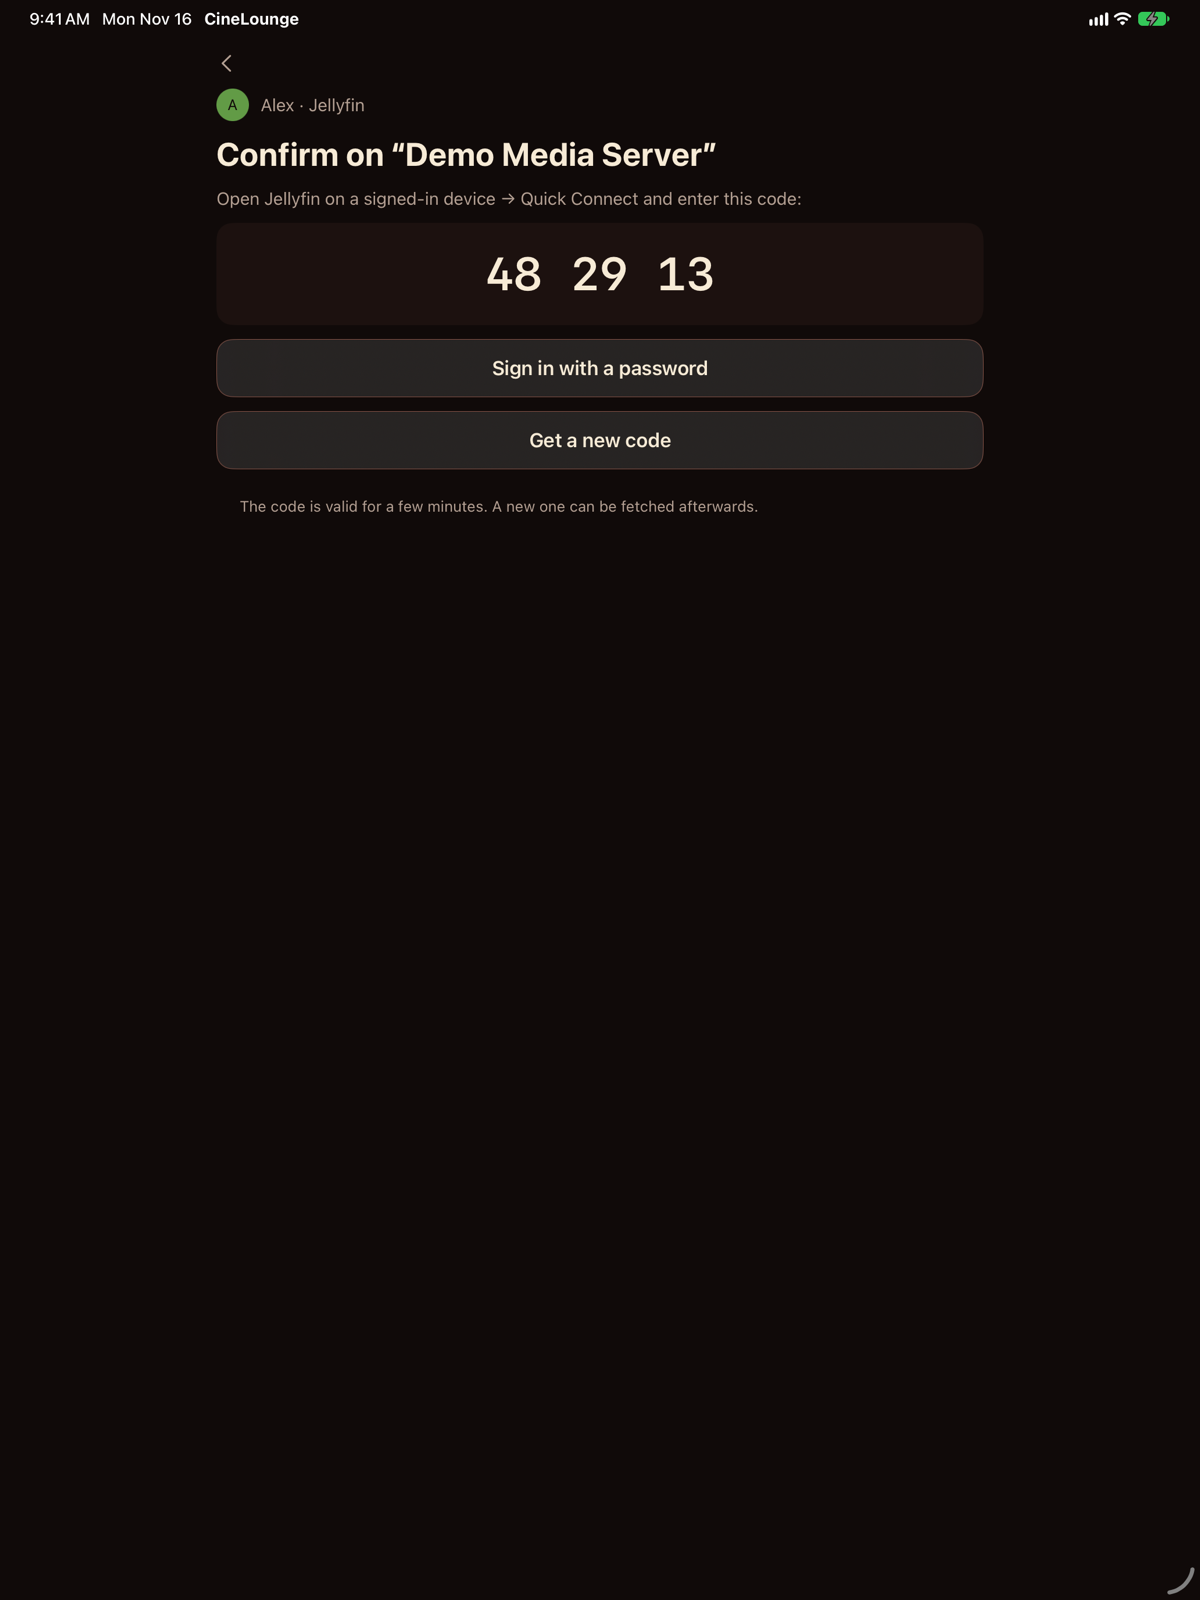 9:41 AM Mon Nov 16 CineLounge
A Alex · Jellyfin
Confirm on “Demo Media Server”
Open Jellyfin on a signed-in device → Quick Connect and enter this code:
48 29 13
Sign in with a password
Get a new code
The code is valid for a few minutes. A new one can be fetched afterwards.